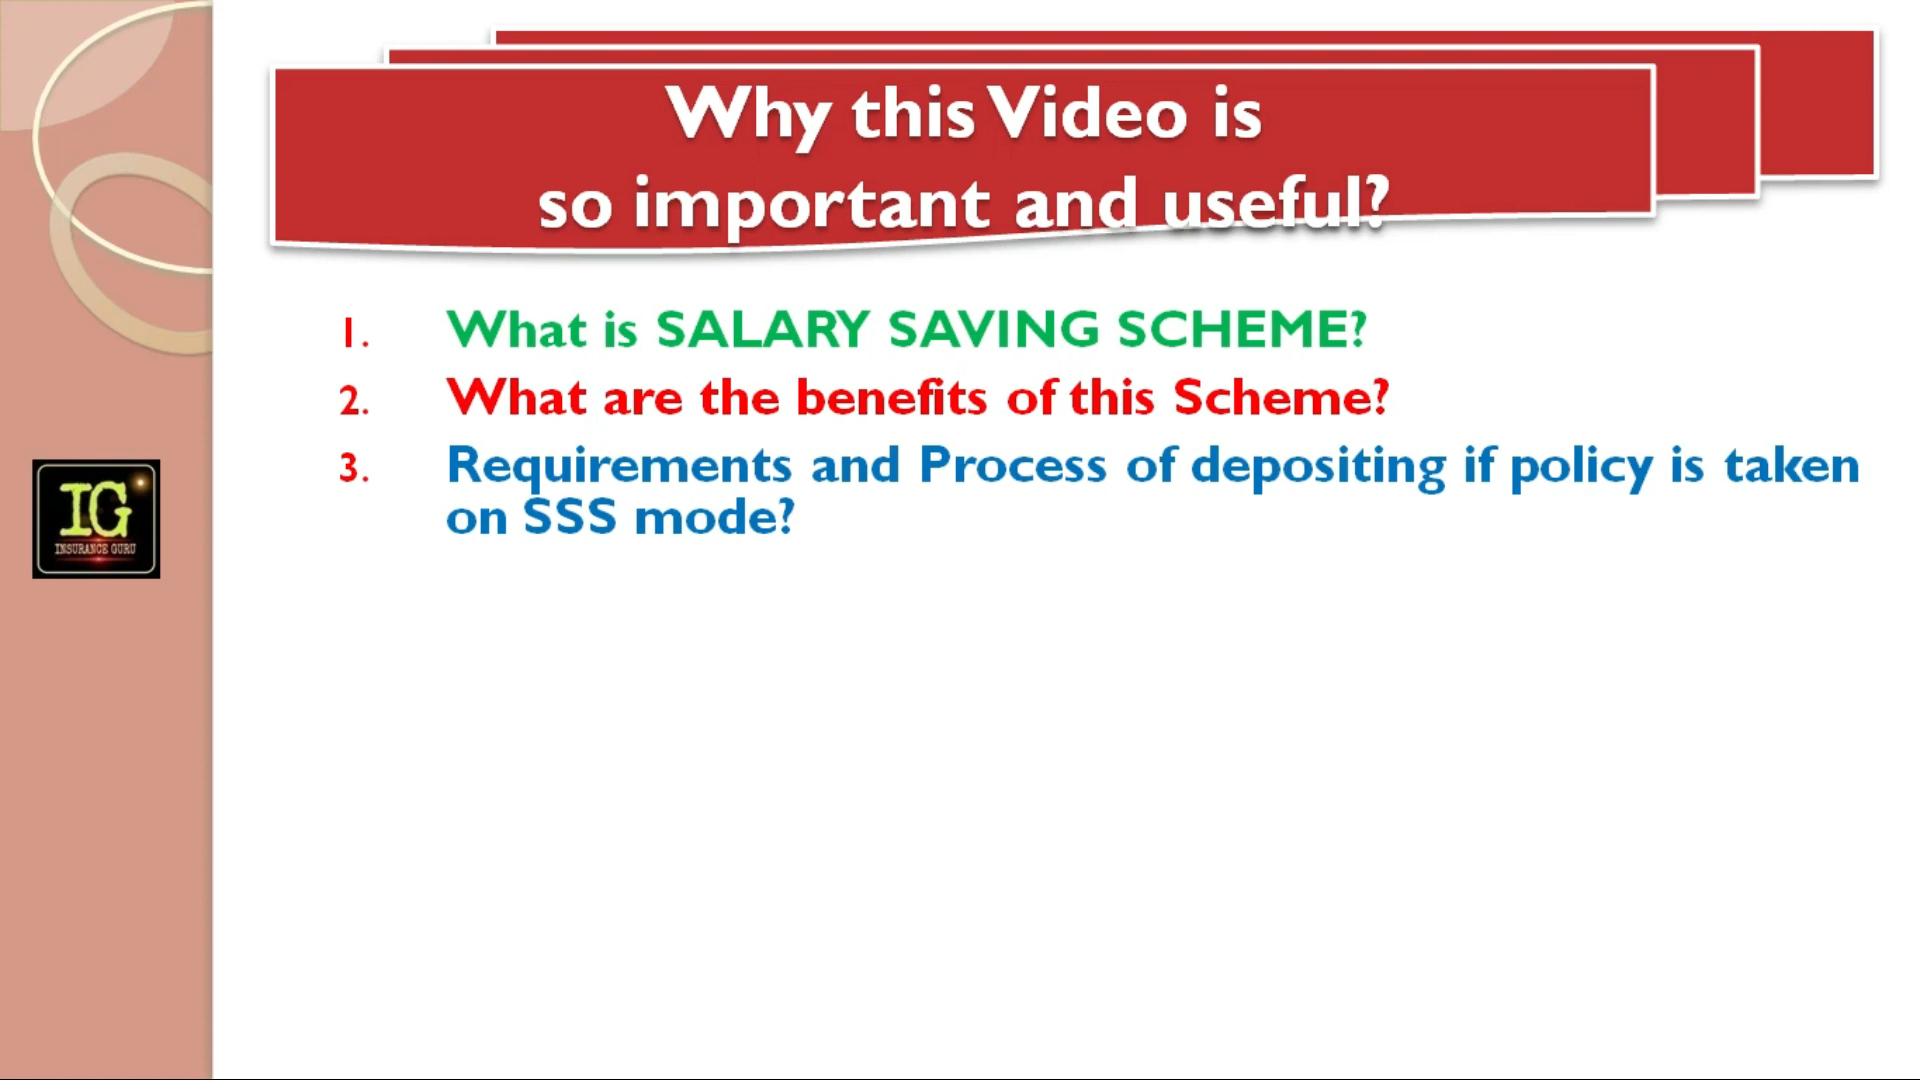 Why this Video is
so important and useful?
1. What is SALARY SAVING SCHEME?
2. What are the benefits of this Scheme?
3. Requirements and Process of depositing if policy is taken
on SSS mode?
IG
INSURANCE GURU